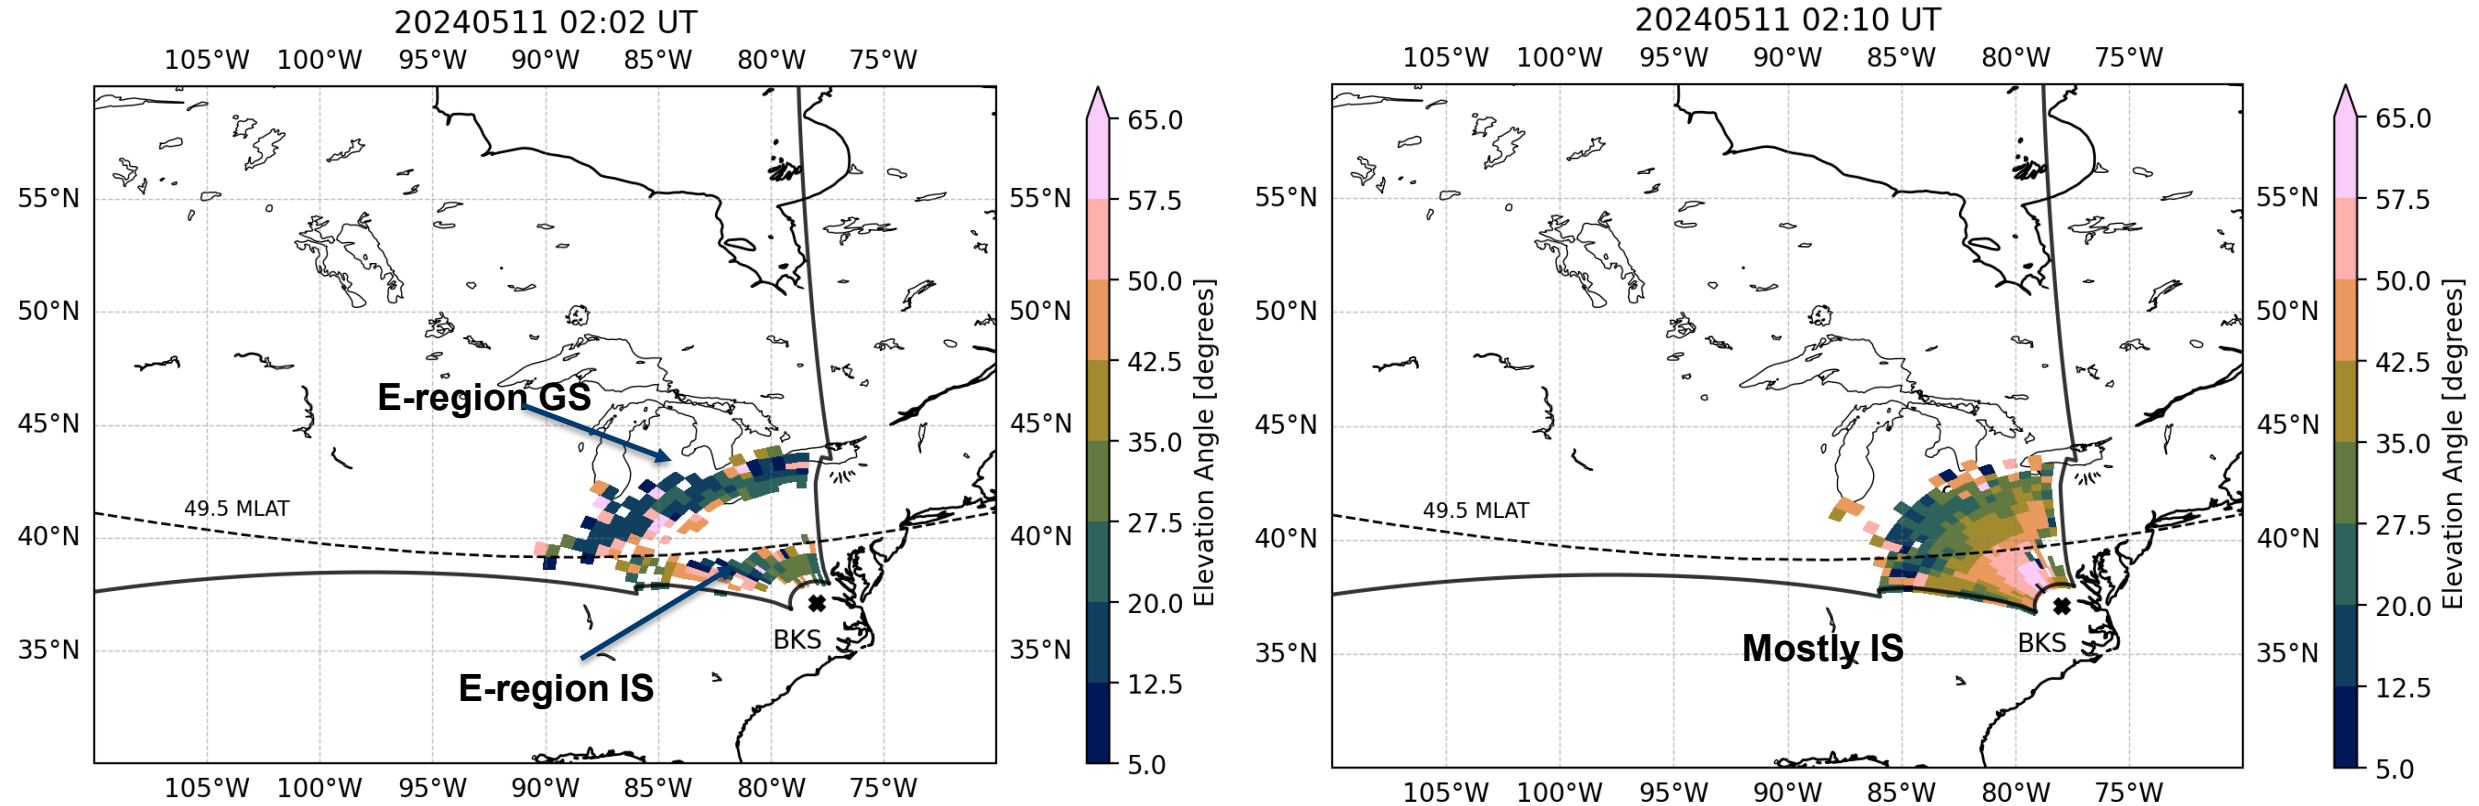 20240511 02:02 UT
105°W 100°W 95°W 90°W 85°W 80°W 75°W
55°N 55°N
50°N 50°N
45°N 45°N
40°N 40°N
35°N 35°N
E-region GS
49.5 MLAT
BKS
E-region IS
105°W 100°W 95°W 90°W 85°W 80°W 75°W
65.0
57.5
50.0
42.5
35.0
27.5
20.0
12.5
5.0
Elevation Angle [degrees]
20240511 02:10 UT
105°W 100°W 95°W 90°W 85°W 80°W 75°W
55°N 55°N
50°N 50°N
45°N 45°N
40°N 40°N
35°N 35°N
49.5 MLAT
BKS
Mostly IS
105°W 100°W 95°W 90°W 85°W 80°W 75°W
65.0
57.5
50.0
42.5
35.0
27.5
20.0
12.5
5.0
Elevation Angle [degrees]